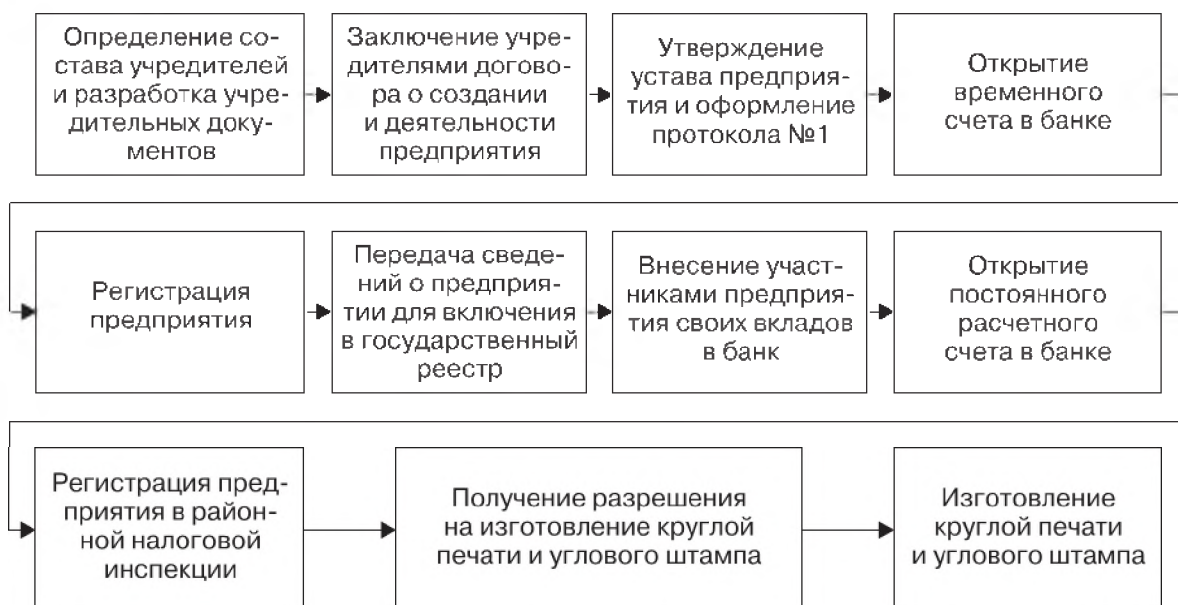 Определение со-
става учредителей
и разработка учре-
дительных доку-
ментов
Заключение учре-
дителями догово-
ра о создании
и деятельности
предприятия
Утверждение
устава предприя-
тия и оформление
протокола №1
Открытие
временного
счета в банке
Регистрация
предприятия
Передача сведе-
ний о предприя-
тии для включения
в государственный
реестр
Внесение участ-
никами предприя-
тия своих вкладов
в банк
Открытие
постоянного
расчетного
счета в банке
Регистрация пред-
приятия в район-
ной налоговой
инспекции
Получение разрешения
на изготовление круглой
печати и углового штампа
Изготовление
круглой печати
и углового штампа